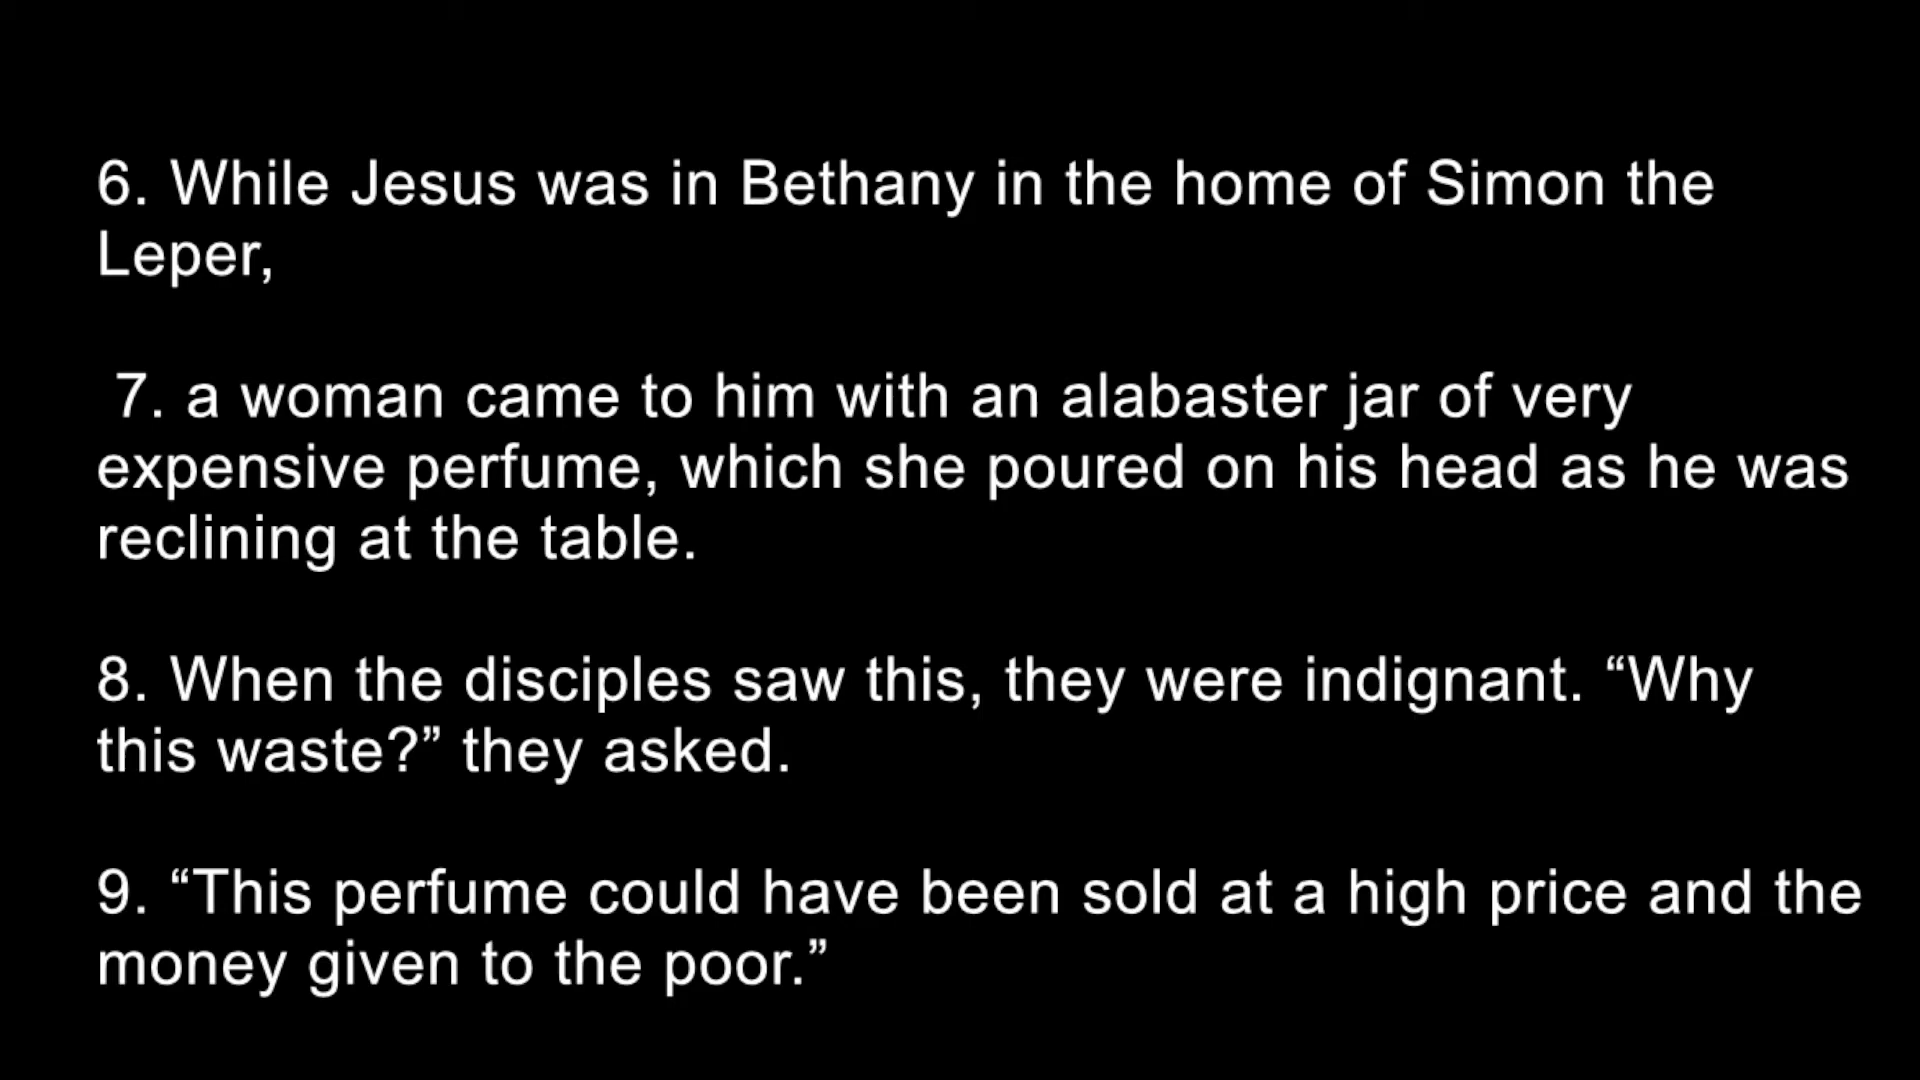 6. While Jesus was in Bethany in the home of Simon the
Leper,
7. a woman came to him with an alabaster jar of very
expensive perfume, which she poured on his head as he was
reclining at the table.
8. When the disciples saw this, they were indignant. “Why
this waste?” they asked.
9. “This perfume could have been sold at a high price and the
money given to the poor.”